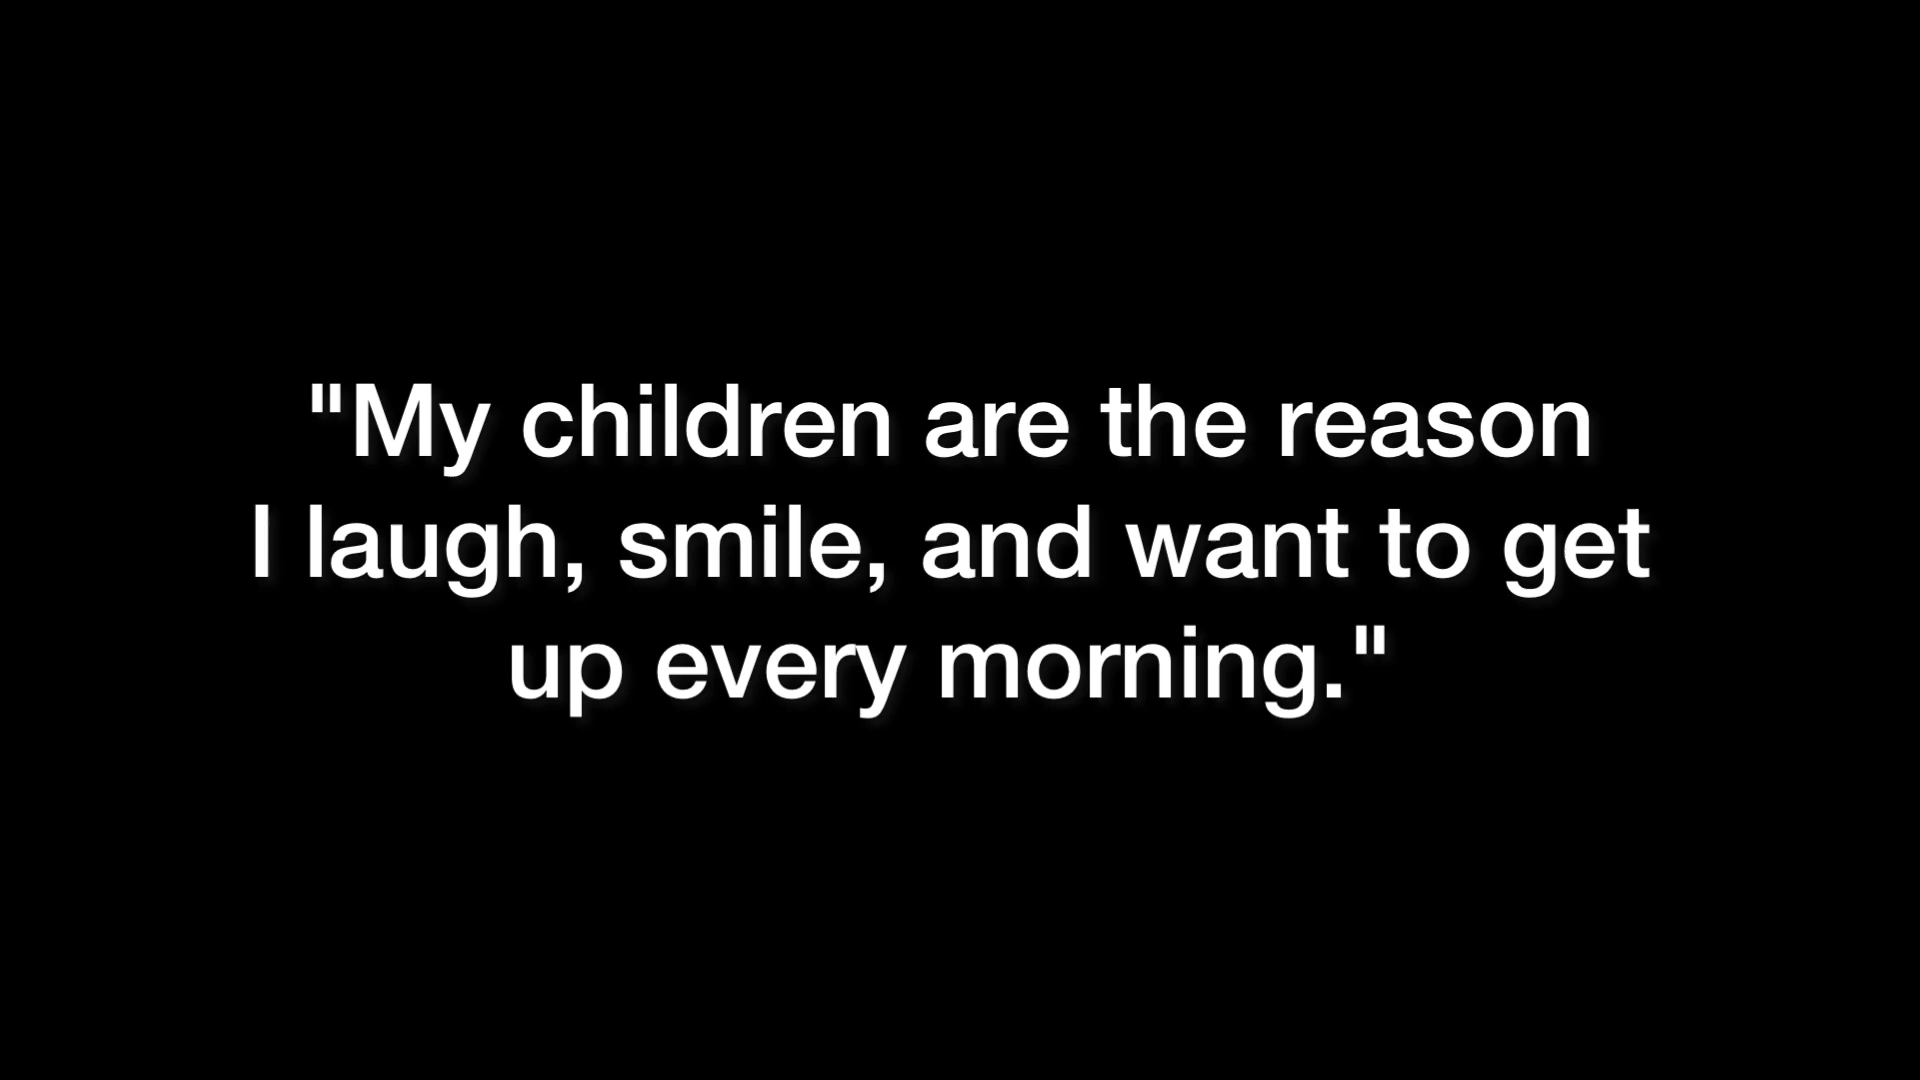 "My children are the reason
I laugh, smile, and want to get
up every morning."